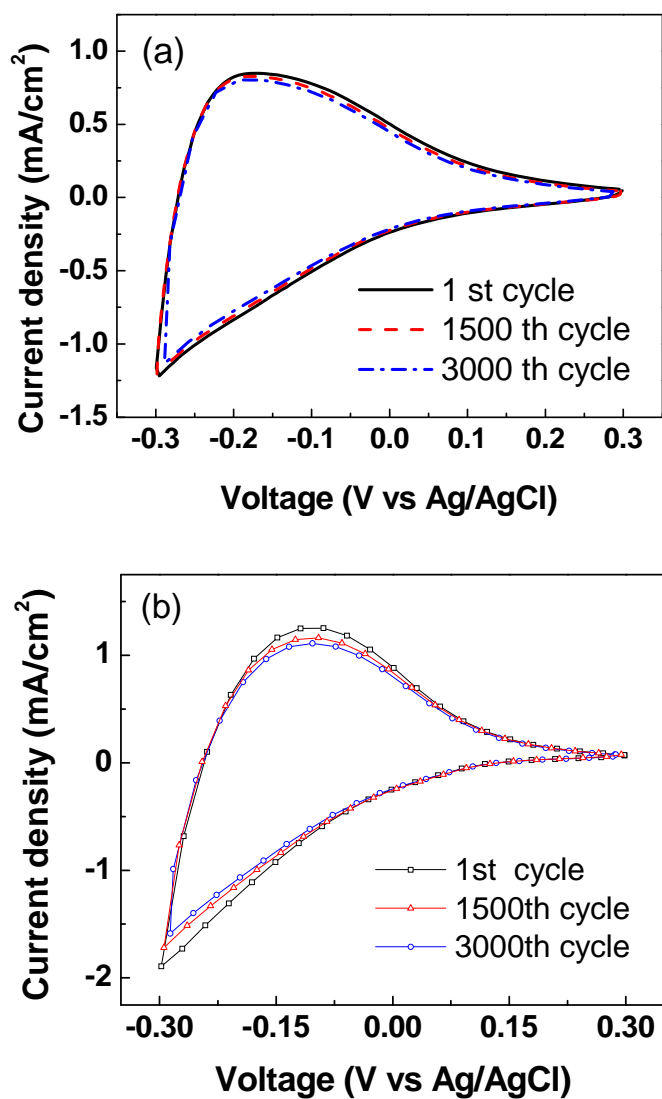 (a)
1.0
0.5
0.0
-0.5
-1.0
-1.5
Current density (mA/cm²)
1 st cycle
1500 th cycle
3000 th cycle
-0.3 -0.2 -0.1 0.0 0.1 0.2 0.3
Voltage (V vs Ag/AgCl)
(b)
1
0
-1
-2
Current density (mA/cm²)
1st cycle
1500th cycle
3000th cycle
-0.30 -0.15 0.00 0.15 0.30
Voltage (V vs Ag/AgCl)